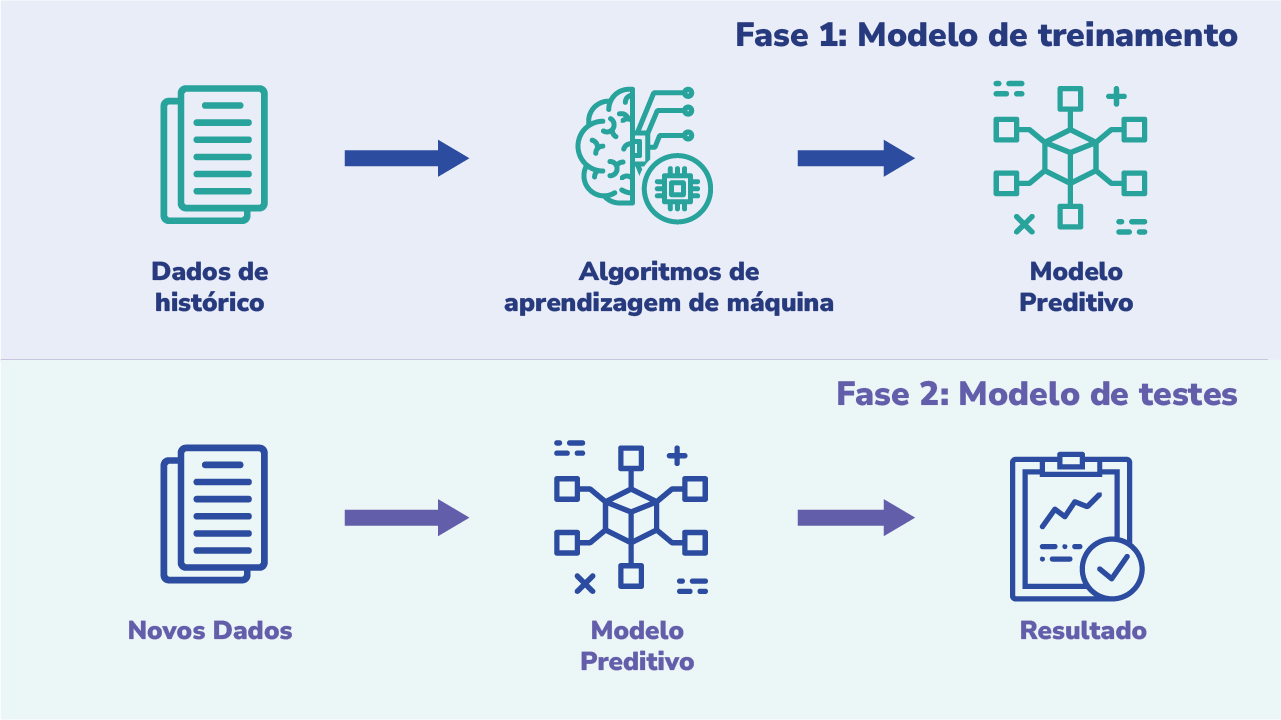 Fase 1: Modelo de treinamento
Dados de
histórico
Algoritmos de
aprendizagem de máquina
Modelo
Preditivo
Fase 2: Modelo de testes
Novos Dados
Modelo
Preditivo
Resultado